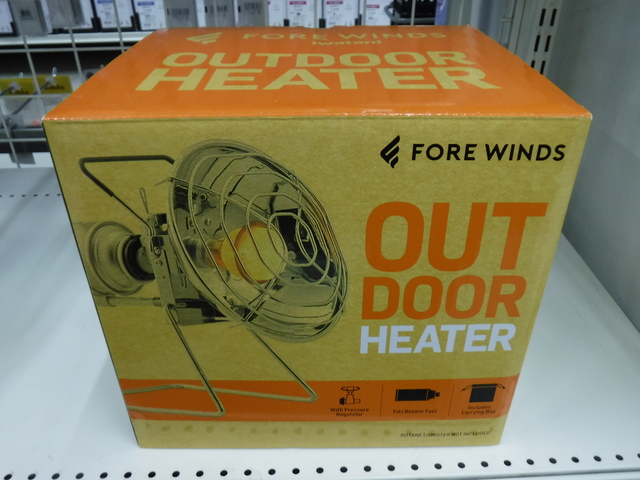 FORE WINDS
Iwatani
OUTDOOR
HEATER
FORE WINDS
OUT
DOOR
HEATER
With Pressure
Regulator
Fits Butane Fuel
Includes
Carrying Bag
BUTANE CANISTER NOT INCLUDED